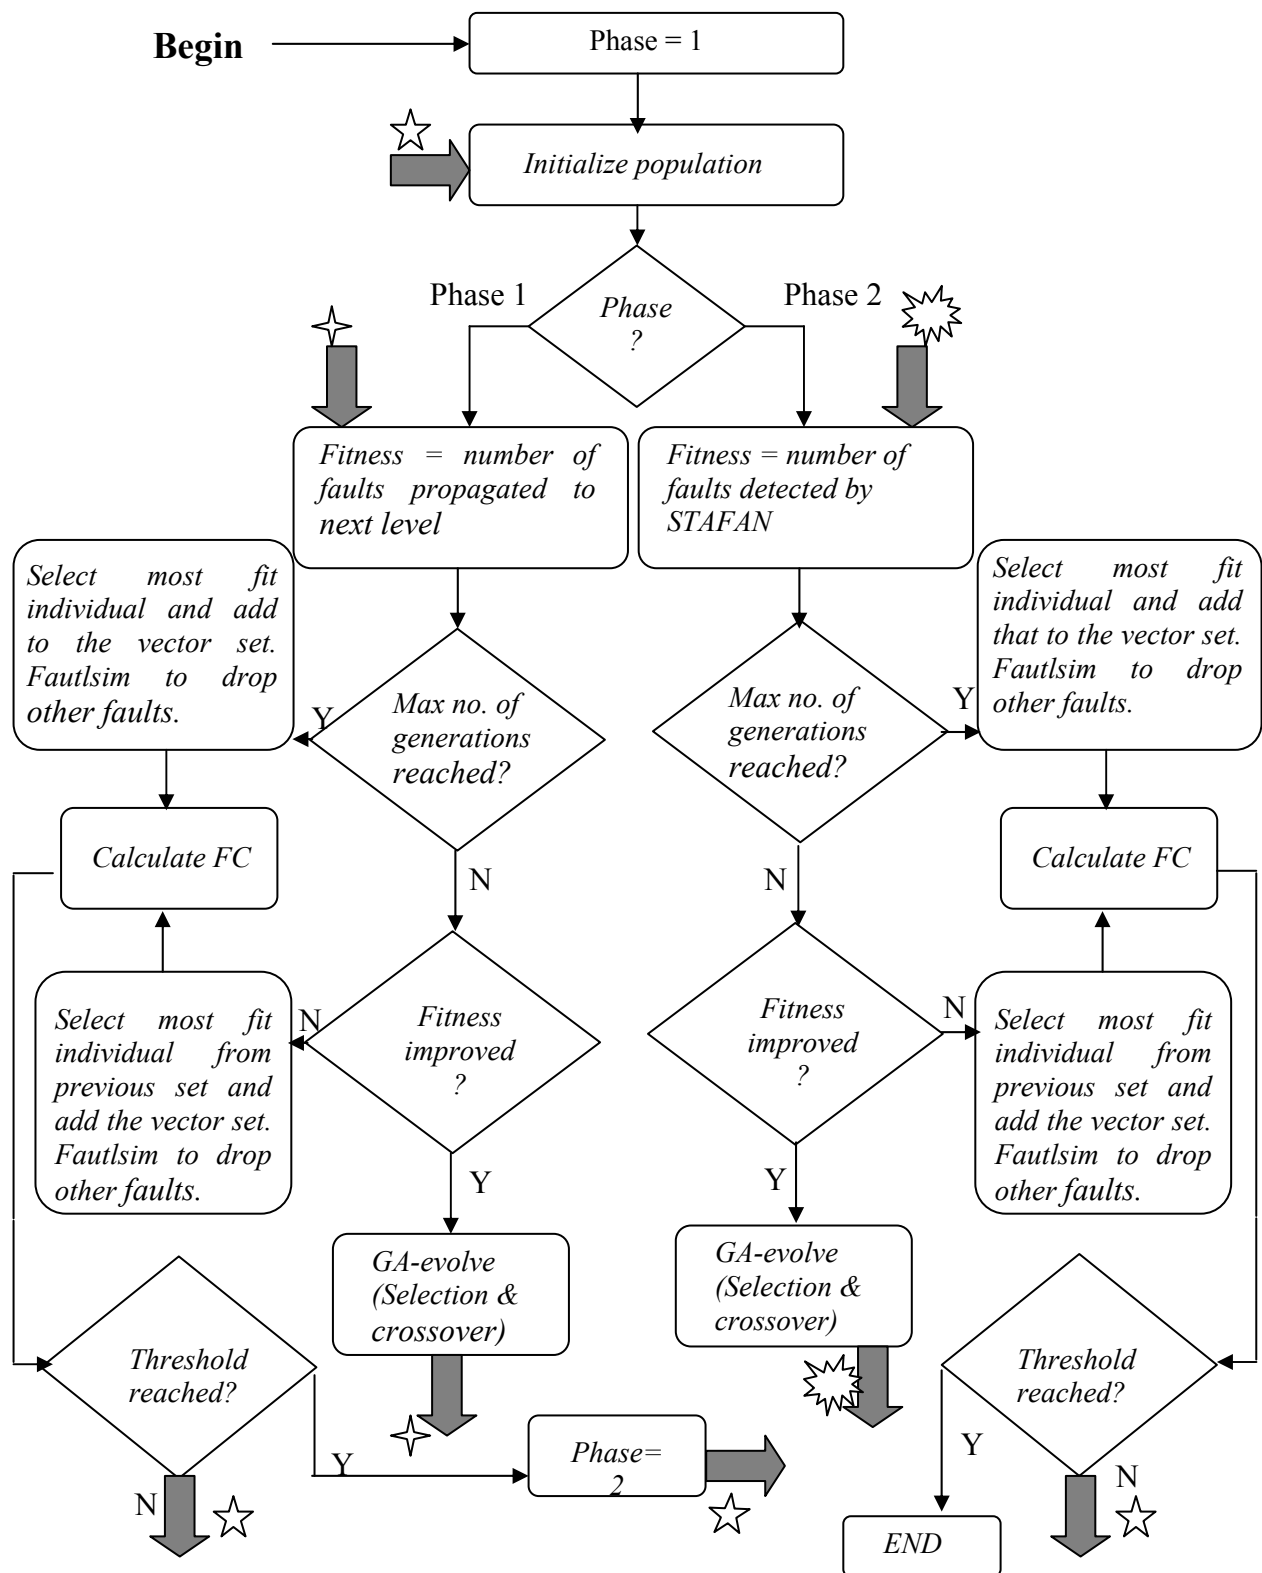 Begin
Phase = 1
Initialize population
Phase 1
Phase
?
Phase 2
Fitness = number of
faults propagated to
next level
Fitness = number of
faults detected by
STAFAN
Select most fit
individual and add
to the vector set.
Fautlsim to drop
other faults.
Y
Max no. of
generations
reached?
Max no. of
generations
reached?
Y
Select most fit
individual and add
that to the vector set.
Fautlsim to drop
other faults.
Calculate FC
N
N
Calculate FC
Select most fit
individual from
previous set and
add the vector set.
Fautlsim to drop
other faults.
N
Fitness
improved
?
Fitness
improved
?
N
Select most fit
individual from
previous set and
add the vector set.
Fautlsim to drop
other faults.
Y
Y
GA-evolve
(Selection &
crossover)
GA-evolve
(Selection &
crossover)
Threshold
reached?
Threshold
reached?
N
Y
Phase=
2
Y
N
END